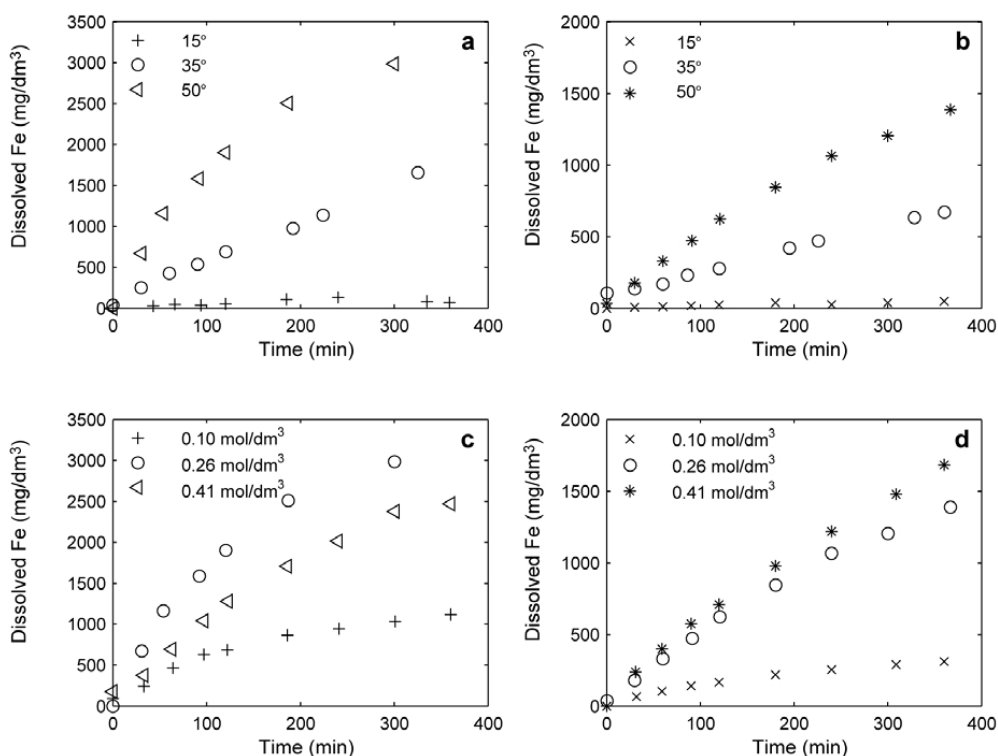 a
+ 15°
○ 35°
◁ 50°
3500
3000
2500
2000
1500
1000
500
0
Dissolved Fe (mg/dm³)
0 100 200 300 400
Time (min)
b
× 15°
○ 35°
* 50°
2000
1500
1000
500
0
Dissolved Fe (mg/dm³)
0 100 200 300 400
Time (min)
c
+ 0.10 mol/dm³
○ 0.26 mol/dm³
◁ 0.41 mol/dm³
3500
3000
2500
2000
1500
1000
500
0
Dissolved Fe (mg/dm³)
0 100 200 300 400
Time (min)
d
× 0.10 mol/dm³
○ 0.26 mol/dm³
* 0.41 mol/dm³
2000
1500
1000
500
0
Dissolved Fe (mg/dm³)
0 100 200 300 400
Time (min)